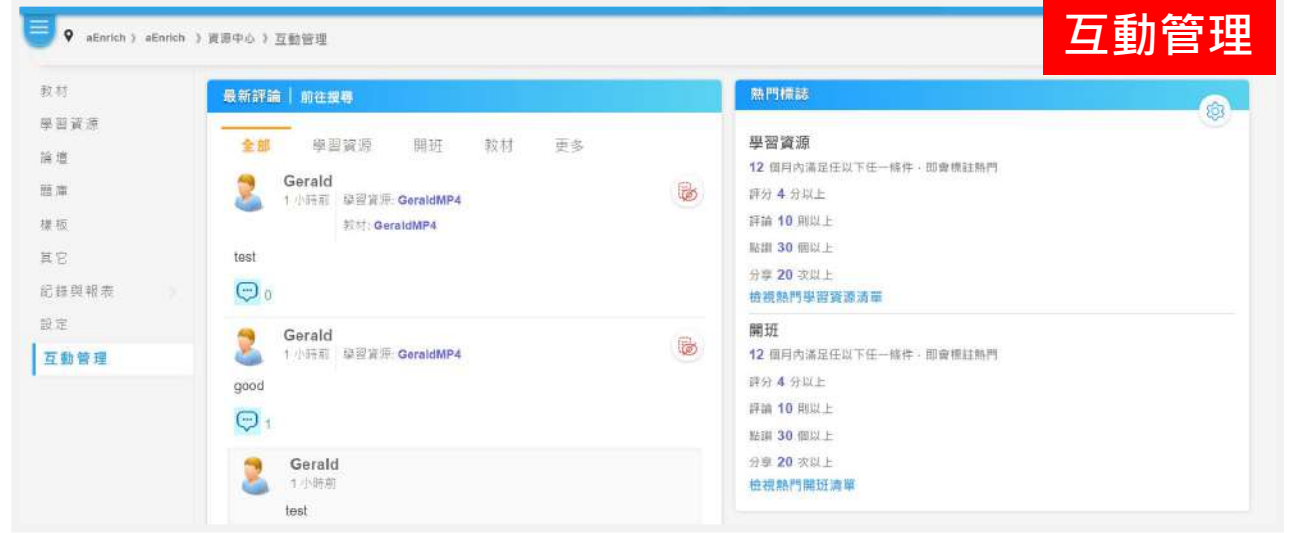 互動管理
aEnrich 》 aEnrich 》 資源中心 》 互動管理
教材
學習資源
論壇
題庫
樣板
其它
紀錄與報表
設定
互動管理
最新評論 | 前往搜尋
全部 學習資源 開班 教材 更多
Gerald
1 小時前 學習資源: GeraldMP4
教材: GeraldMP4
test
0
Gerald
1 小時前 學習資源: GeraldMP4
good
1
Gerald
1 小時前
test
熱門標誌
學習資源
12 個月內滿足任以下任一條件，即會標註熱門
評分 4 分以上
評論 10 則以上
點讚 30 個以上
分享 20 次以上
檢視熱門學習資源清單
開班
12 個月內滿足任以下任一條件，即會標註熱門
評分 4 分以上
評論 10 則以上
點讚 30 個以上
分享 20 次以上
檢視熱門開班清單